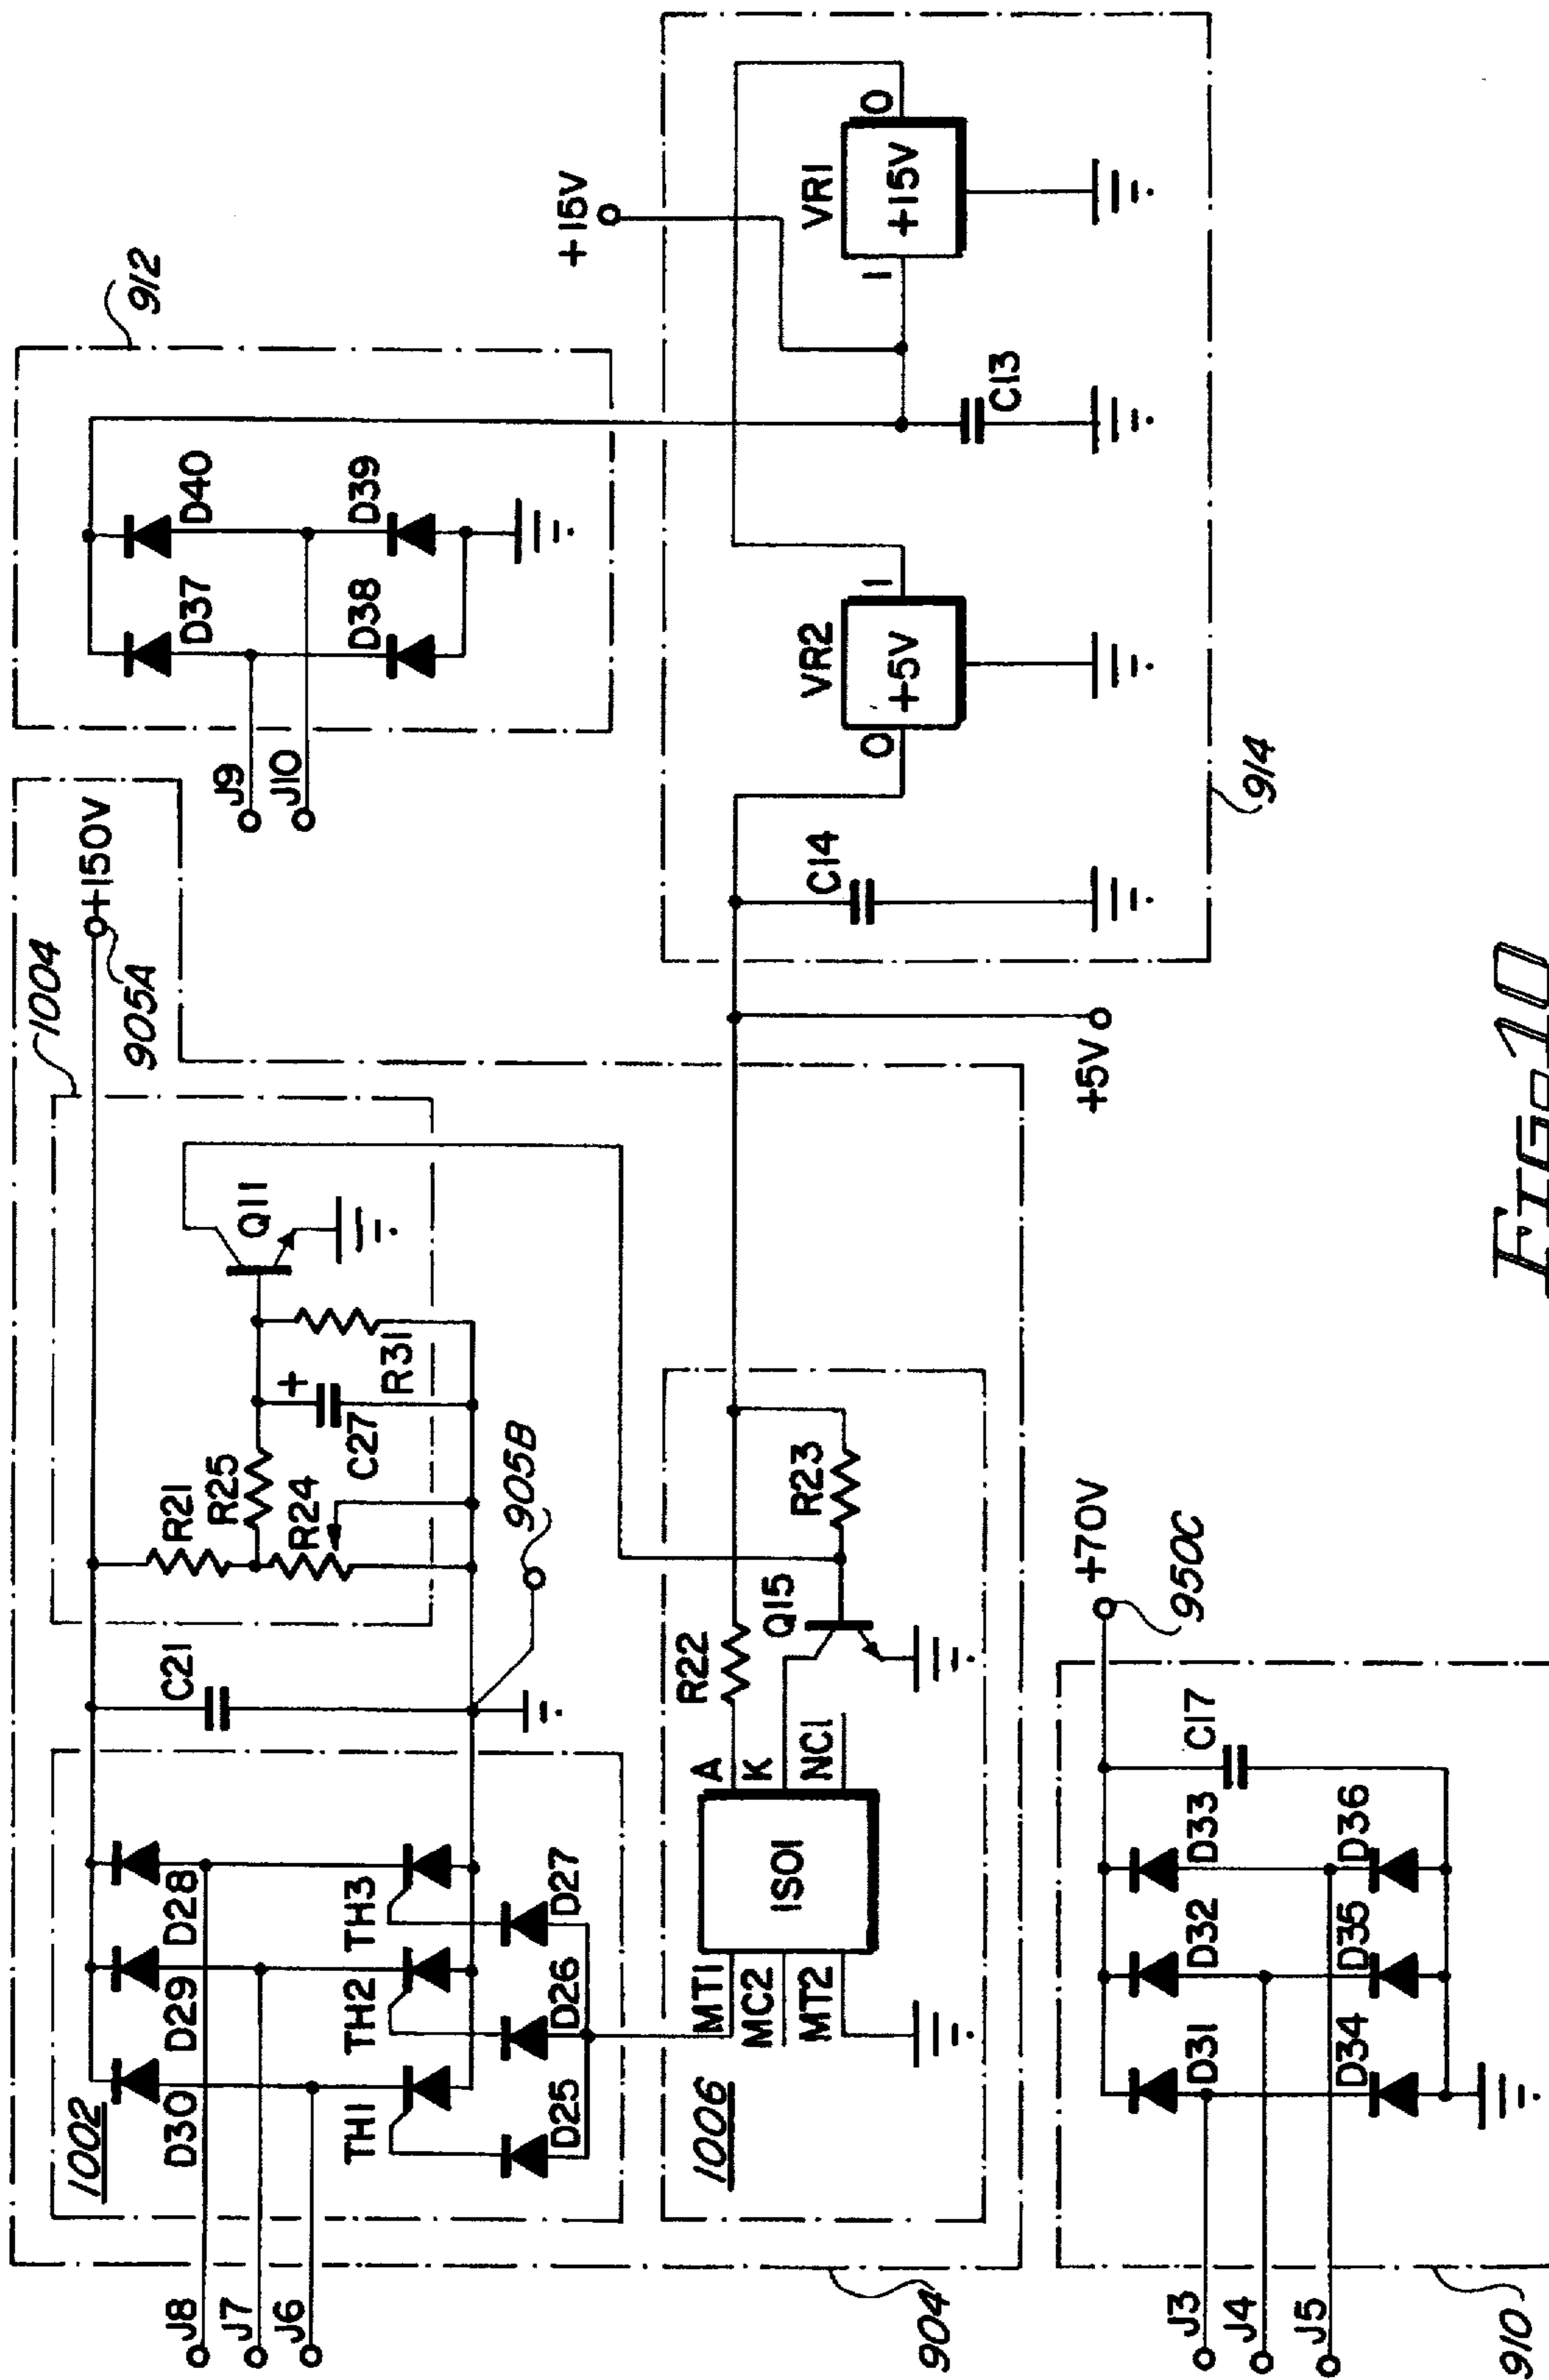 J8
J7
J6
1002
D30
D29
D28
TH1
TH2
TH3
D25
D26
D27
C21
1004
R21
R25
R24
C27
+
R31
Q11
+150V
905A
905B
1006
MT1
MC2
MT2
ISO1
A
K
NC1
R22
Q15
R23
904
J9
J10
D37
D40
D38
D39
912
+15V
+5V
C14
VR2
+5V
O
I
C13
VR1
+15V
I
O
914
J3
J4
J5
D31
D32
D33
D34
D35
D36
C17
+70V
950C
910
FIG-10